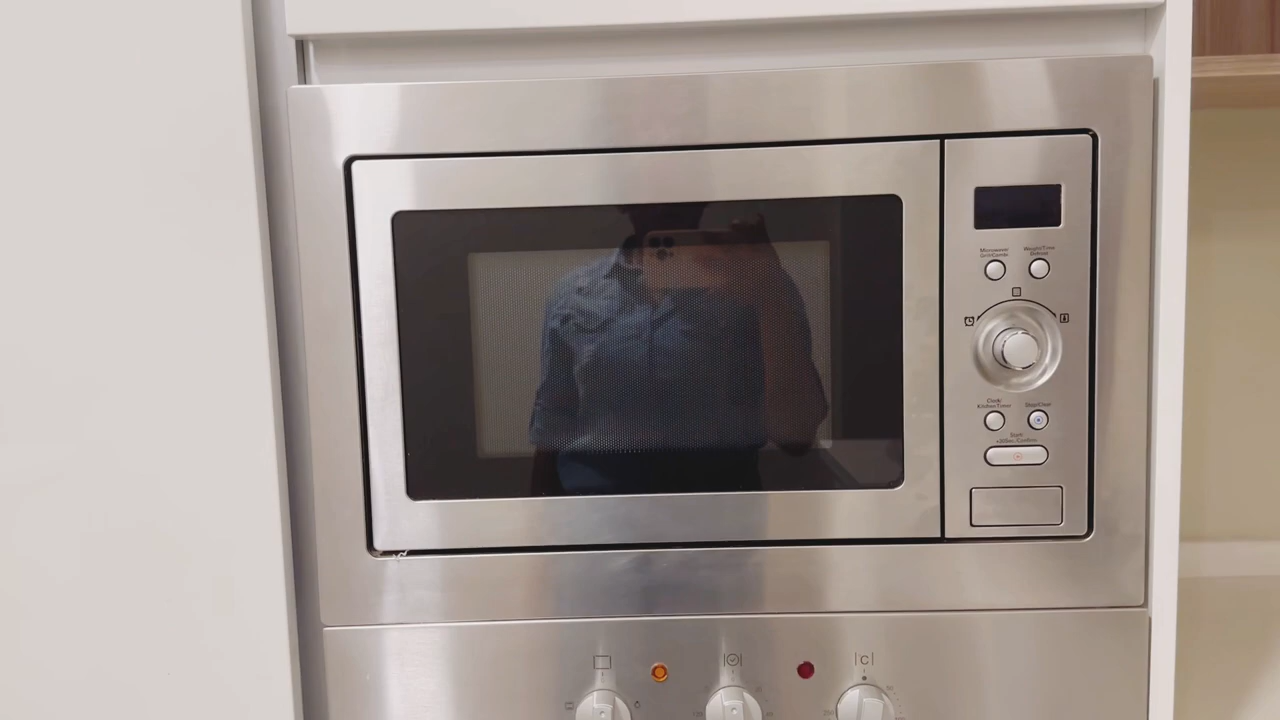 Microwave/
Grill/Combi.
Weight/Time
Defrost
Clock/
Kitchen Timer
Stop/Clear
Start/
+30Sec./Confirm
C